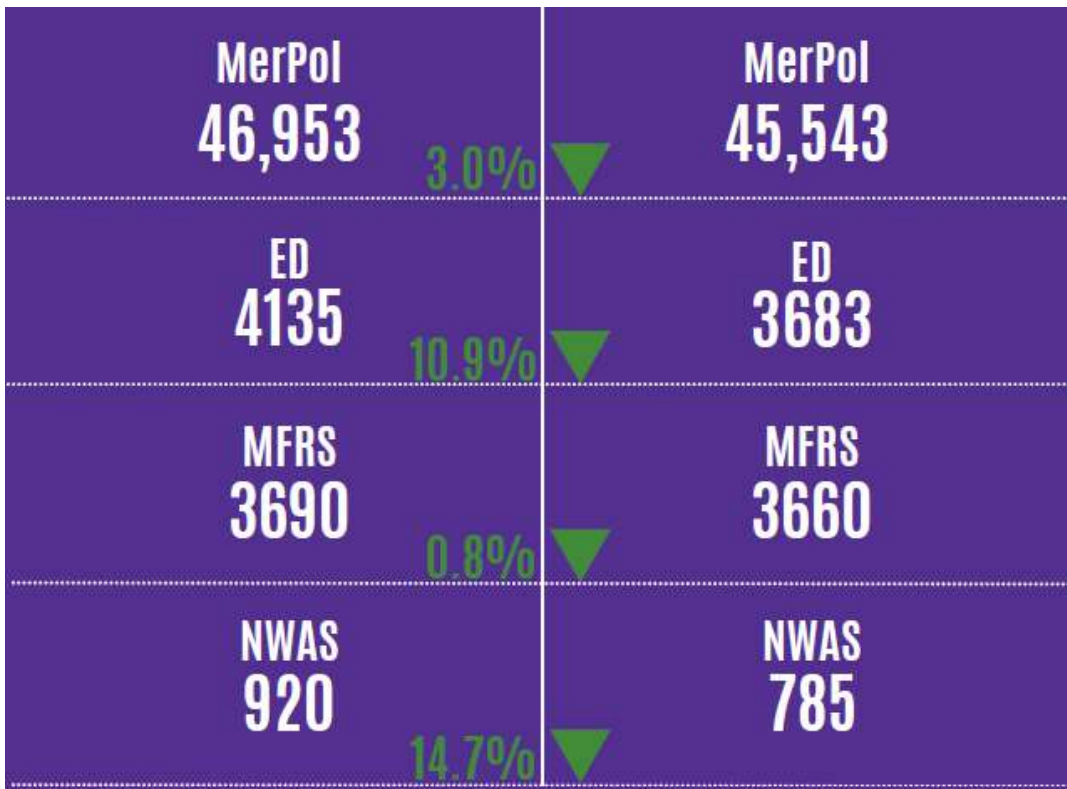 MerPol
46,953
3.0%
MerPol
45,543
ED
4135
10.9%
ED
3683
MFRS
3690
0.8%
MFRS
3660
NWAS
920
14.7%
NWAS
785